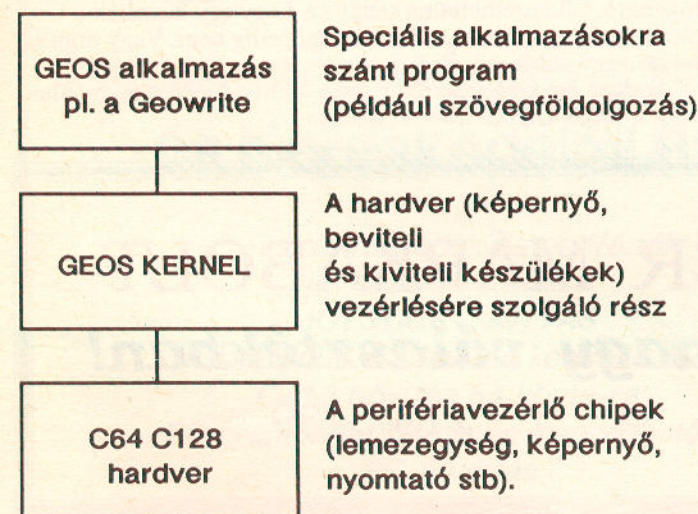 GEOS alkalmazás
pl. a Geowrite
Speciális alkalmazásokra
szánt program
(például szövegföldolgozás)
GEOS KERNEL
A hardver (képernyő,
beviteli
és kiviteli készülékek)
vezérlésére szolgáló rész
C64 C128
hardver
A perifériavezérlő chipek
(lemezegység, képernyő,
nyomtató stb).